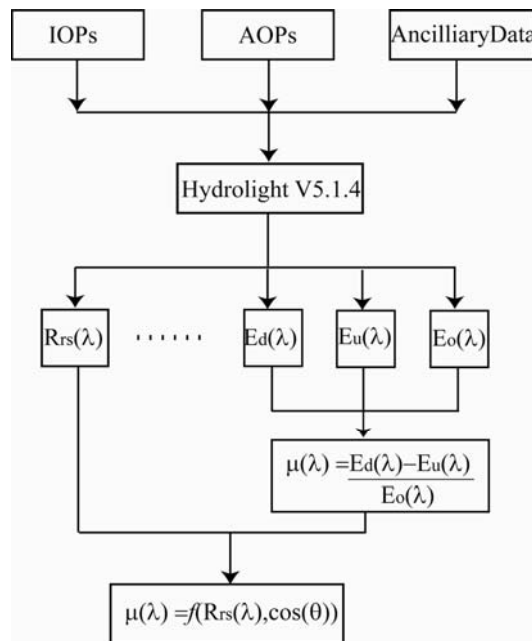 IOPs AOPs AncilliaryData
Hydrolight V5.1.4
Rrs(λ) ...... Ed(λ) Eu(λ) Eo(λ)
μ(λ) =Ed(λ)−Eu(λ)
Eo(λ)
μ(λ) =f(Rrs(λ),cos(θ))